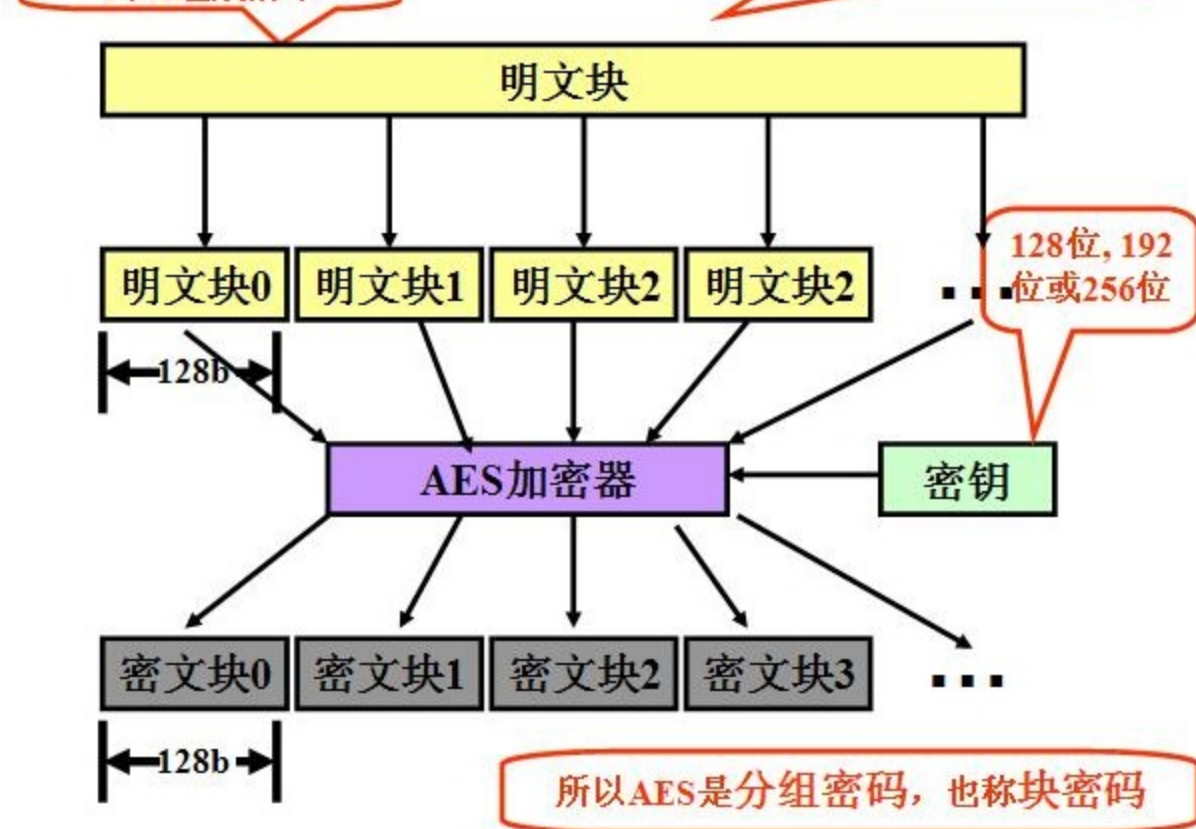 明文块
明文块0
明文块1
明文块2
明文块2
...
128位, 192
位或256位
128b
AES加密器
密钥
密文块0
密文块1
密文块2
密文块3
...
128b
所以AES是分组密码，也称块密码